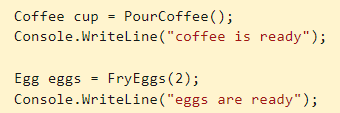 Coffee cup = PourCoffee();
Console.WriteLine("coffee is ready");
Egg eggs = FryEggs(2);
Console.WriteLine("eggs are ready");